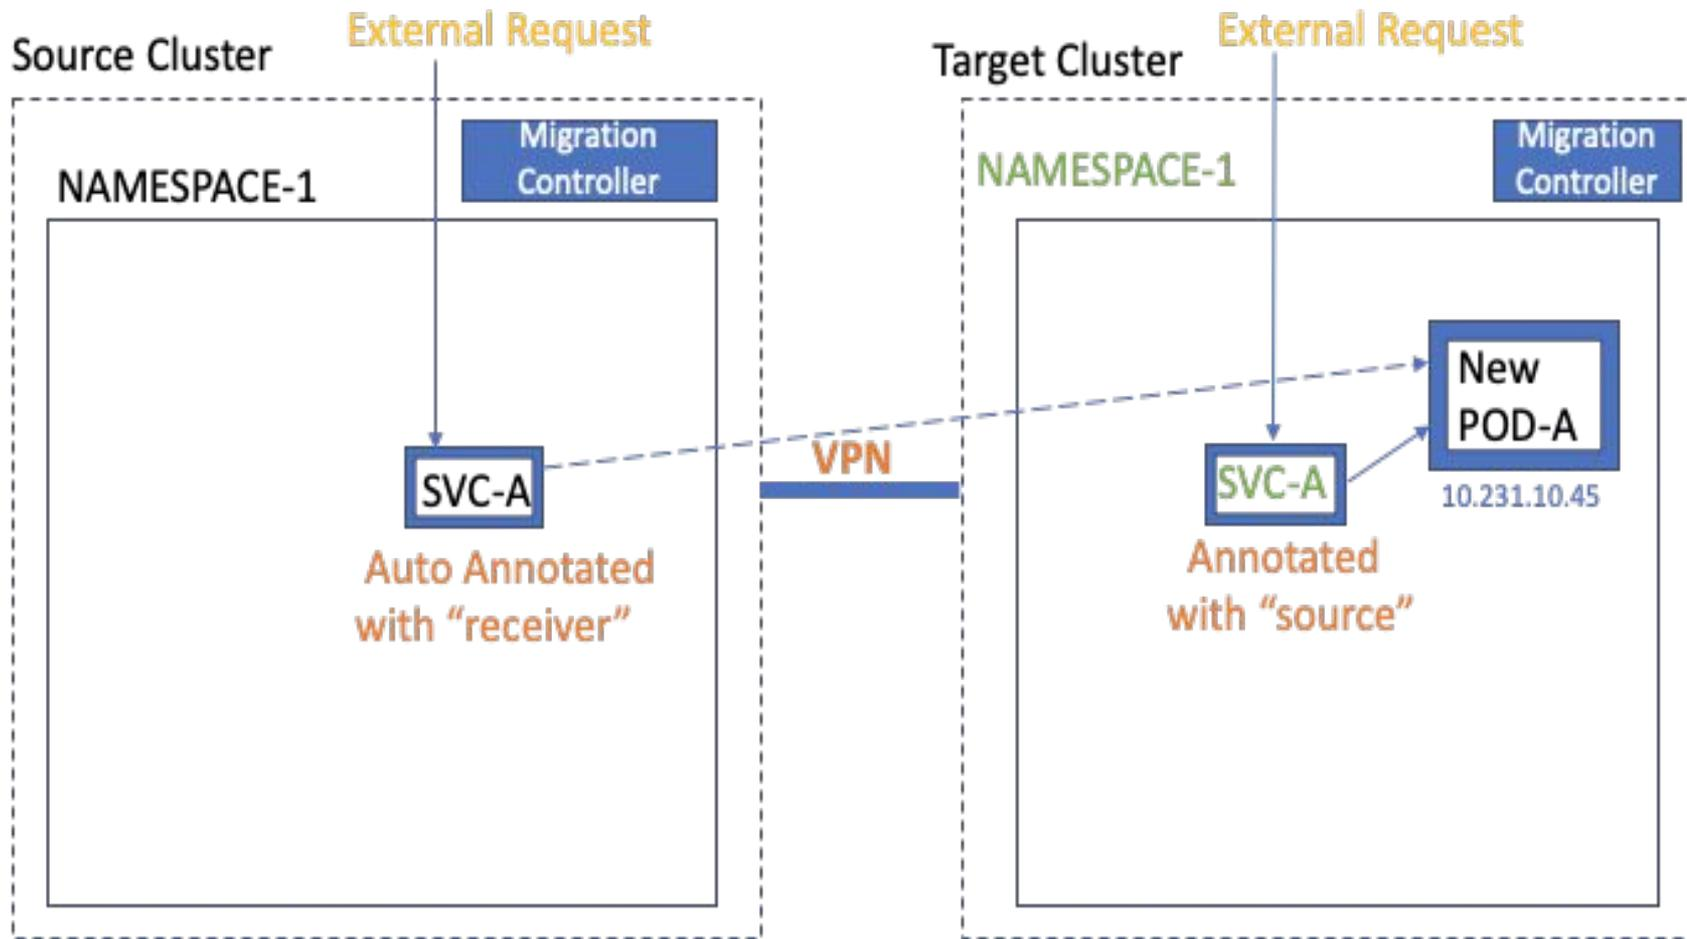 External Request
Source Cluster
Migration
Controller
NAMESPACE-1
SVC-A
Auto Annotated
with “receiver”
VPN
External Request
Target Cluster
Migration
Controller
NAMESPACE-1
New
POD-A
10.231.10.45
SVC-A
Annotated
with “source”